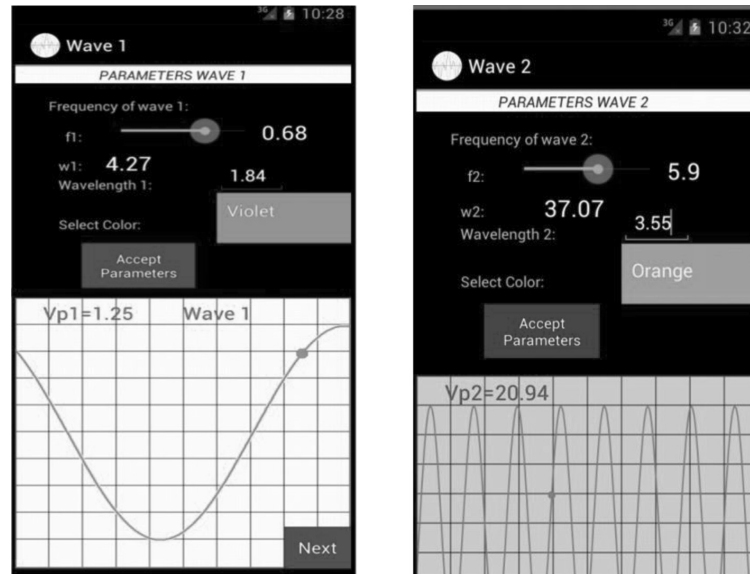 3G 10:28
Wave 1
PARAMETERS WAVE 1
Frequency of wave 1:
f1: 0.68
w1: 4.27
Wavelength 1: 1.84
Select Color: Violet
Accept
Parameters
Vp1=1.25 Wave 1
Next
3G 10:32
Wave 2
PARAMETERS WAVE 2
Frequency of wave 2:
f2: 5.9
w2: 37.07
Wavelength 2: 3.55
Select Color: Orange
Accept
Parameters
Vp2=20.94